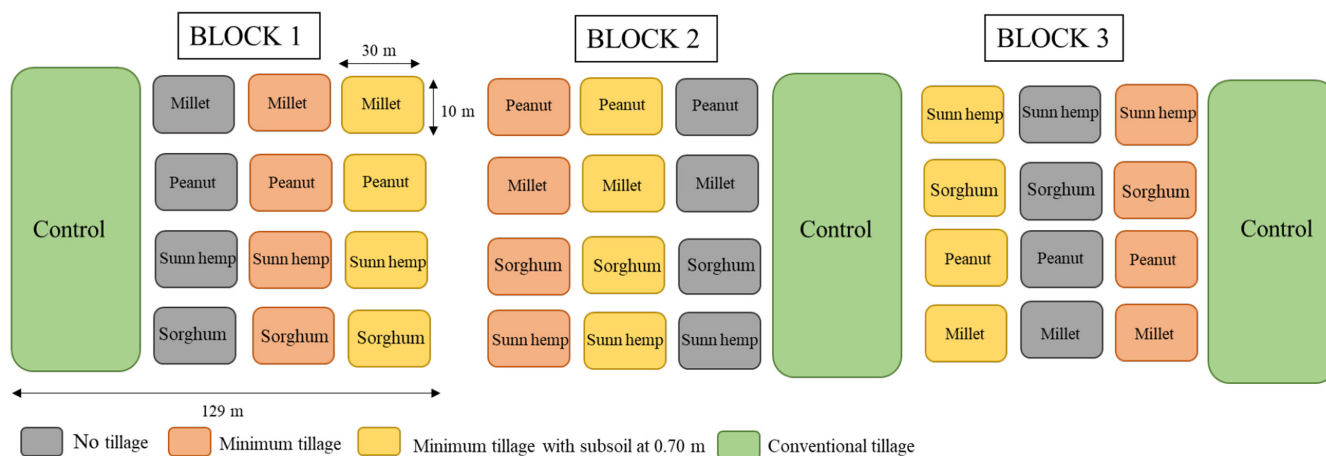 BLOCK 1
BLOCK 2
BLOCK 3
30 m
10 m
Control
Millet Millet Millet
Peanut Peanut Peanut
Sunn hemp Sunn hemp Sunn hemp
Sorghum Sorghum Sorghum
129 m
Peanut Peanut Peanut
Millet Millet Millet
Sorghum Sorghum Sorghum
Sunn hemp Sunn hemp Sunn hemp
Control
Sunn hemp Sunn hemp Sunn hemp
Sorghum Sorghum Sorghum
Peanut Peanut Peanut
Millet Millet Millet
Control
No tillage
Minimum tillage
Minimum tillage with subsoil at 0.70 m
Conventional tillage